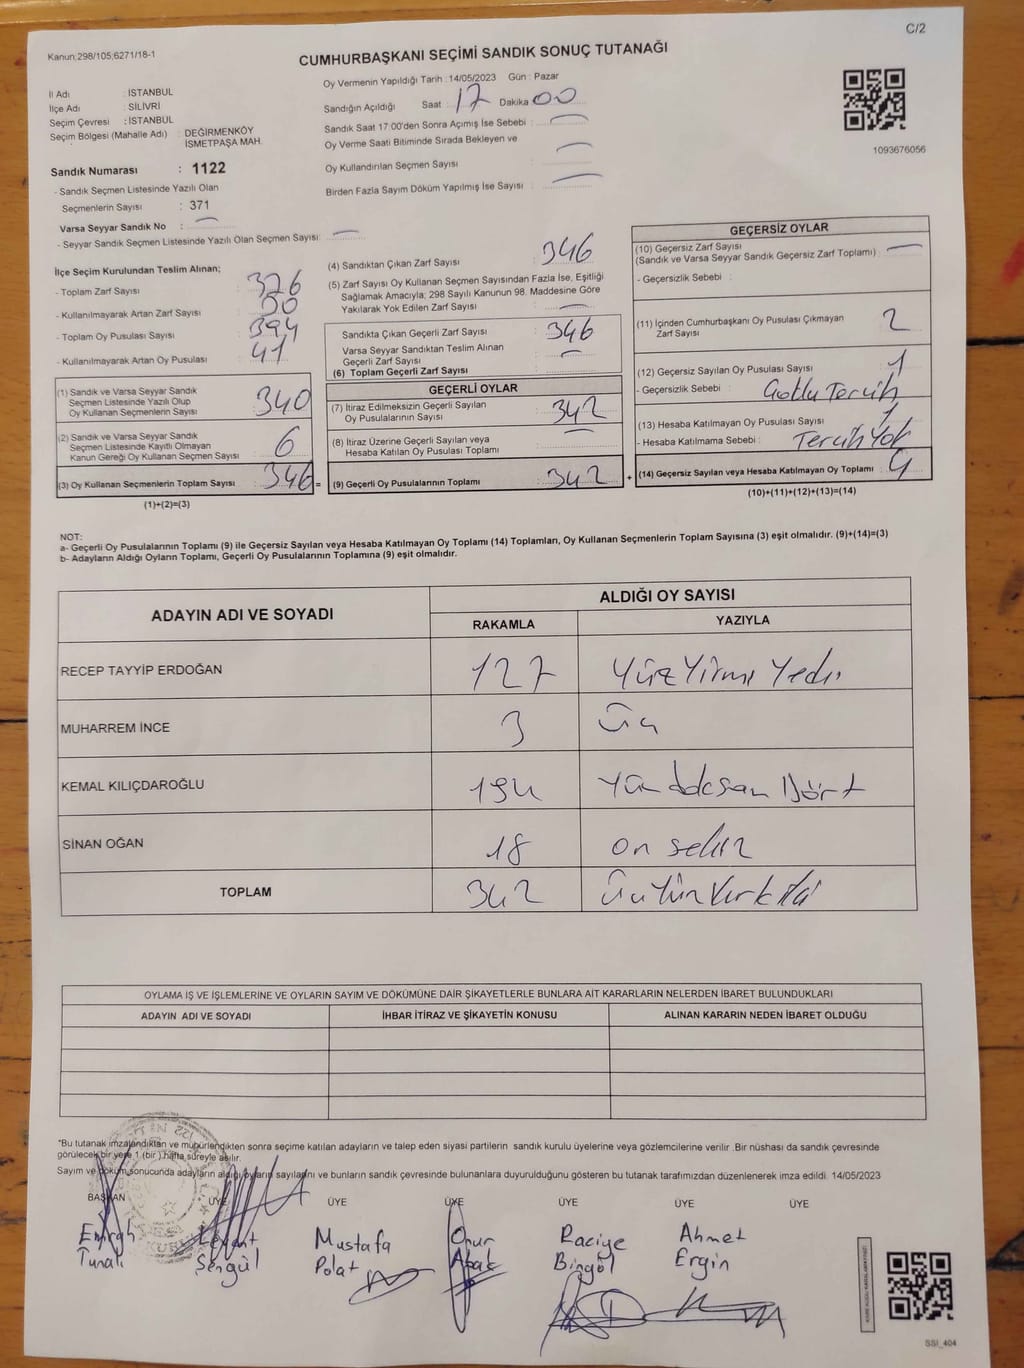 C/2
Kanun;298/105;6271/18-1
CUMHURBAŞKANI SEÇİMİ SANDIK SONUÇ TUTANAĞI
Oy Vermenin Yapıldığı Tarih : 14/05/2023 Gün : Pazar
İl Adı : İSTANBUL
İlçe Adı : SİLİVRİ
Seçim Çevresi : İSTANBUL
Seçim Bölgesi (Mahalle Adı) : DEĞİRMENKÖY
İSMETPAŞA MAH.
Sandık Numarası : 1122
- Sandık Seçmen Listesinde Yazılı Olan
Seçmenlerin Sayısı : 371
Varsa Seyyar Sandık No :
- Seyyar Sandık Seçmen Listesinde Yazılı Olan Seçmen Sayısı:
Sandığın Açıldığı Saat : 17 Dakika 00
Sandık Saat 17:00'den Sonra Açımış İse Sebebi :
Oy Verme Saati Bitiminde Sırada Bekleyen ve
Oy Kullandırılan Seçmen Sayısı :
Birden Fazla Sayım Döküm Yapılmış İse Sayısı :
1093676056
İlçe Seçim Kurulundan Teslim Alınan;
- Toplam Zarf Sayısı : 376
- Kullanılmayarak Artan Zarf Sayısı : 30
- Toplam Oy Pusulası Sayısı : 394
- Kullanılmayarak Artan Oy Pusulası : 41
(1) Sandık ve Varsa Seyyar Sandık
Seçmen Listesinde Yazılı Olup
Oy Kullanan Seçmenlerin Sayısı : 340
(2) Sandık ve Varsa Seyyar Sandık
Seçmen Listesinde Kayıtlı Olmayan
Kanun Gereği Oy Kullanan Seçmen Sayısı : 6
(3) Oy Kullanan Seçmenlerin Toplam Sayısı : 346 =
(1)+(2)=(3)
(4) Sandıktan Çıkan Zarf Sayısı : 346
(5) Zarf Sayısı Oy Kullanan Seçmen Sayısından Fazla İse, Eşitliği
Sağlamak Amacıyla; 298 Sayılı Kanunun 98. Maddesine Göre
Yakılarak Yok Edilen Zarf Sayısı :
Sandıkta Çıkan Geçerli Zarf Sayısı : 346
Varsa Seyyar Sandıktan Teslim Alınan
Geçerli Zarf Sayısı :
(6) Toplam Geçerli Zarf Sayısı :
GEÇERLİ OYLAR
(7) İtiraz Edilmeksizin Geçerli Sayılan
Oy Pusulalarının Sayısı : 342
(8) İtiraz Üzerine Geçerli Sayılan veya
Hesaba Katılan Oy Pusulası Toplamı :
(9) Geçerli Oy Pusulalarının Toplamı : 342 +
GEÇERSİZ OYLAR
(10) Geçersiz Zarf Sayısı
(Sandık ve Varsa Seyyar Sandık Geçersiz Zarf Toplamı) :
- Geçersizlik Sebebi :
(11) İçinden Cumhurbaşkanı Oy Pusulası Çıkmayan
Zarf Sayısı : 2
(12) Geçersiz Sayılan Oy Pusulası Sayısı : 1
- Geçersizlik Sebebi : Çoklu Tercih
(13) Hesaba Katılmayan Oy Pusulası Sayısı : 1
- Hesaba Katılmama Sebebi : Tercih Yok
(14) Geçersiz Sayılan veya Hesaba Katılmayan Oy Toplamı : 4
(10)+(11)+(12)+(13)=(14)
NOT:
a- Geçerli Oy Pusulalarının Toplamı (9) ile Geçersiz Sayılan veya Hesaba Katılmayan Oy Toplamı (14) Toplamları, Oy Kullanan Seçmenlerin Toplam Sayısına (3) eşit olmalıdır. (9)+(14)=(3)
b- Adayların Aldığı Oyların Toplamı, Geçerli Oy Pusulalarının Toplamına (9) eşit olmalıdır.
ADAYIN ADI VE SOYADI
ALDIĞI OY SAYISI
RAKAMLA YAZIYLA
RECEP TAYYİP ERDOĞAN 127 Yüz Yirmi Yedi
MUHARREM İNCE 3 Üç
KEMAL KILIÇDAROĞLU 194 Yüz doksan Dört
SİNAN OĞAN 18 on sekiz
TOPLAM 342 Üç Yüz Kırk iki
OYLAMA İŞ VE İŞLEMLERİNE VE OYLARIN SAYIM VE DÖKÜMÜNE DAİR ŞİKAYETLERLE BUNLARA AİT KARARLARIN NELERDEN İBARET BULUNDUKLARI
ADAYIN ADI VE SOYADI İHBAR İTİRAZ VE ŞİKAYETİN KONUSU ALINAN KARARIN NEDEN İBARET OLDUĞU
*Bu tutanak imzalandıktan ve mühürlendikten sonra seçime katılan adayların ve talep eden siyasi partilerin sandık kurulu üyelerine veya gözlemcilerine verilir .Bir nüshası da sandık çevresinde
görülecek bir yere 1 (bir ) hafta süreyle asılır.
Sayım ve döküm sonucunda adayların aldığı oyların sayılarını ve bunların sandık çevresinde bulunanlara duyurulduğunu gösteren bu tutanak tarafımızdan düzenlenerek imza edildi. 14/05/2023
BAŞKAN ÜYE ÜYE ÜYE ÜYE ÜYE ÜYE
Emrah Levent Mustafa Onur Raciye Ahmet
Tunalı Şengül Polat Bingöl Ergin
SSI_404